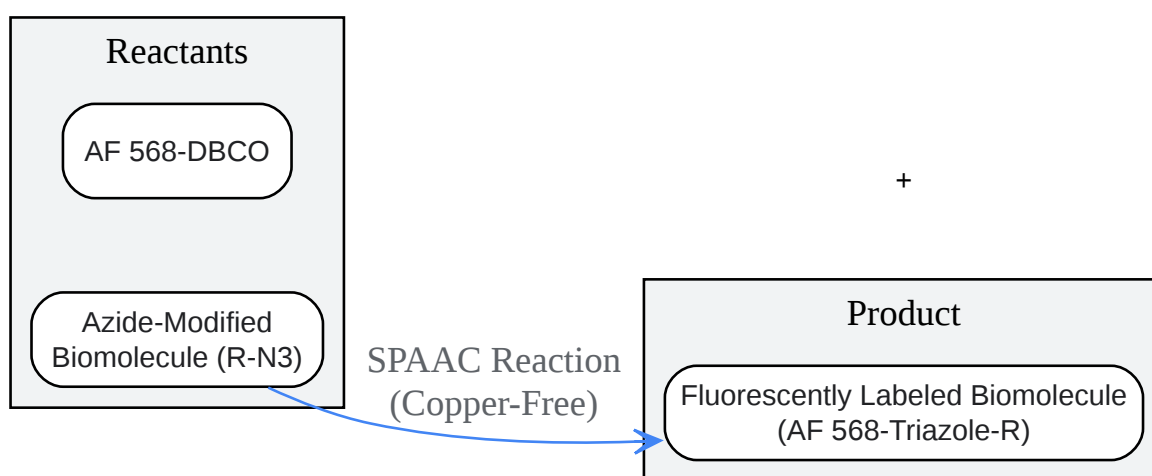 Reactants
AF 568-DBCO
Azide-Modified
Biomolecule (R-N3)
SPAAC Reaction
(Copper-Free)
+
Product
Fluorescently Labeled Biomolecule
(AF 568-Triazole-R)